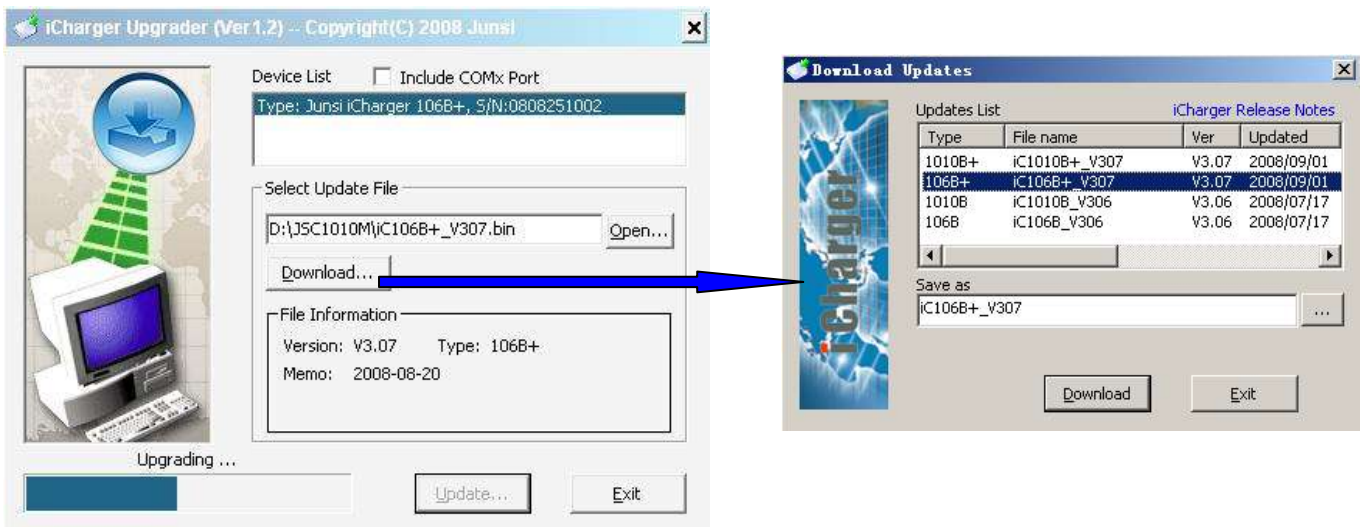 iCharger Upgrader (Ver 1.2) -- Copyright(C) 2008 Junsi
Device List Include COMx Port
Type: Junsi iCharger 106B+, S/N:0808251002
Select Update File
D:\JSC1010M\iC106B+_V307.bin Open...
Download...
File Information
Version: V3.07 Type: 106B+
Memo: 2008-08-20
Upgrading ...
Update... Exit
Download Updates
iCharger
Updates List iCharger Release Notes
Type File name Ver Updated
1010B+ iC1010B+_V307 V3.07 2008/09/01
106B+ iC106B+_V307 V3.07 2008/09/01
1010B iC1010B_V306 V3.06 2008/07/17
106B iC106B_V306 V3.06 2008/07/17
Save as
iC106B+_V307 ...
Download Exit